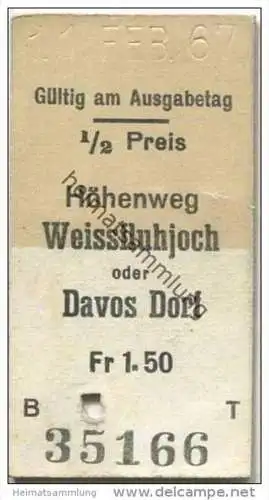 11 FEB. 67
Gültig am Ausgabetag
1/2 Preis
Höhenweg
Weissfluhjoch
oder
Davos Dorf
Fr 1.50
B T
35166
heimatsammlung
Heimatsammlung www.delcampe.net